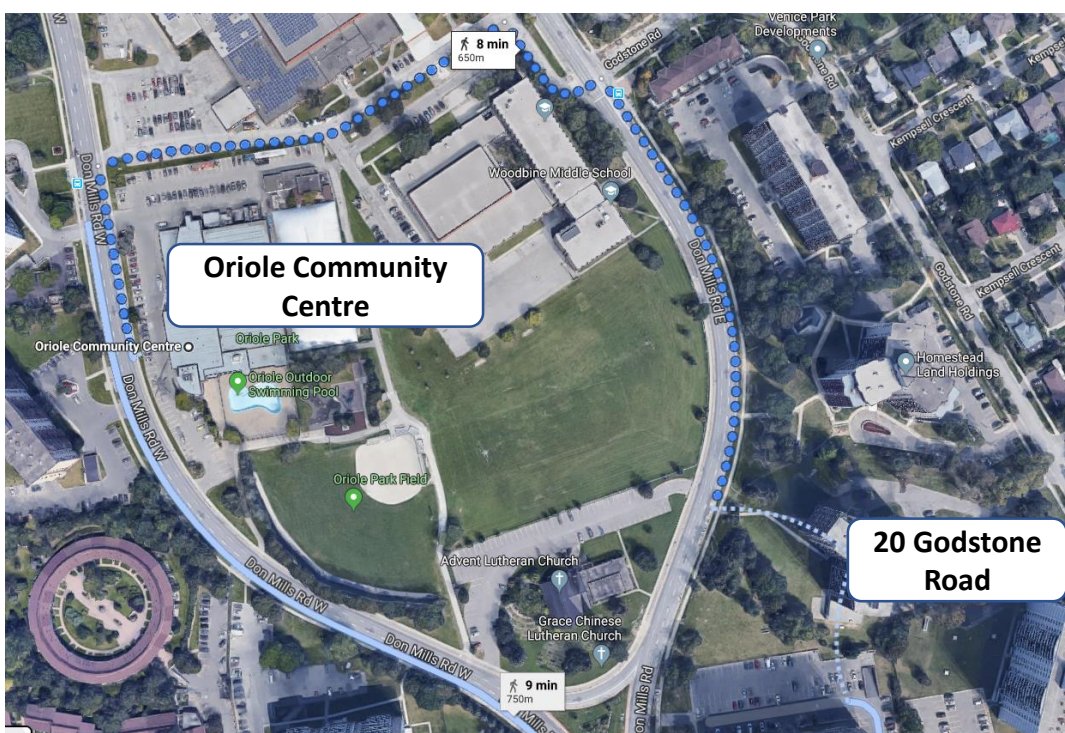 Venice Park
Developments
8 min
650m
Godstone Rd
Kempsell Crescent
Don Mills Rd W
Woodbine Middle School
Don Mills Rd E
Oriole Community
Centre
Godstone Rd
Kempsell Crescent
Oriole Park
Oriole Community Centre
Homestead
Land Holdings
Oriole Outdoor
Swimming Pool
Don Mills Rd W
Oriole Park Field
20 Godstone
Road
Advent Lutheran Church
Don Mills Rd W
Grace Chinese
Lutheran Church
Don Mills Rd W
9 min
750m
Don Mills Rd